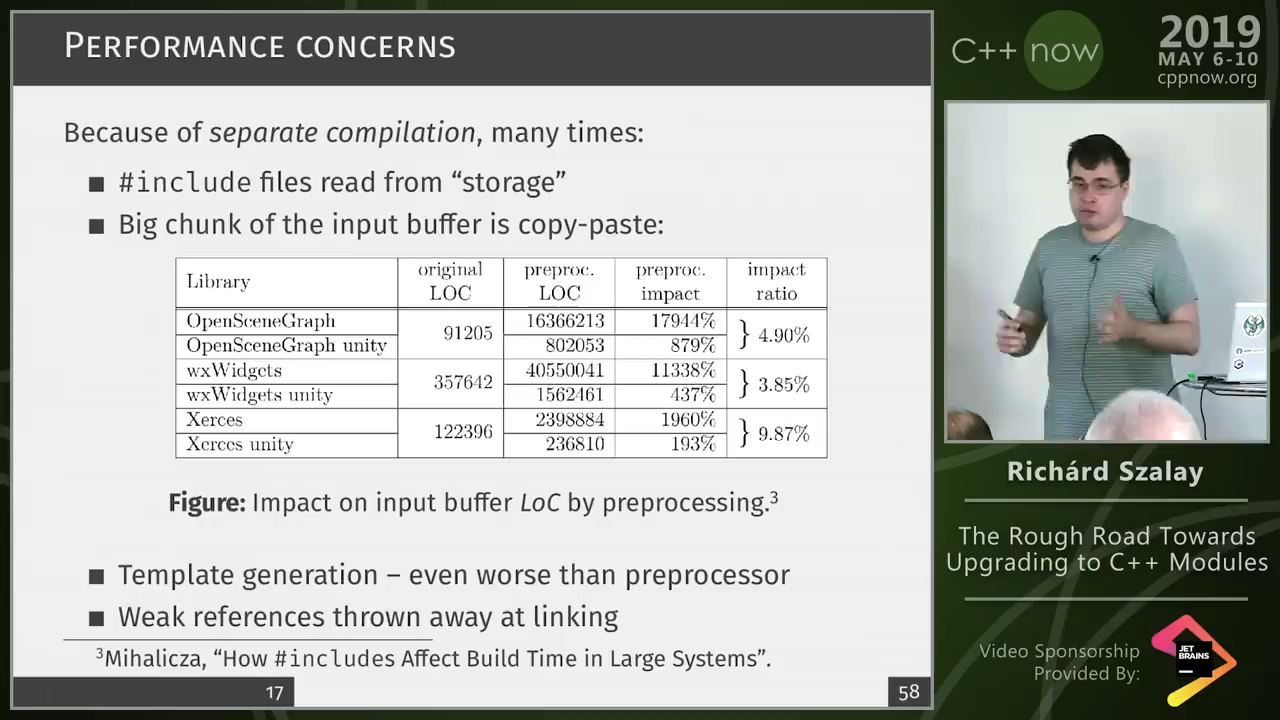 PERFORMANCE CONCERNS
Because of separate compilation, many times:
■ #include files read from “storage”
■ Big chunk of the input buffer is copy-paste:
Library original LOC preproc. LOC preproc. impact impact ratio
OpenSceneGraph 91205 16366213 17944% } 4.90%
OpenSceneGraph unity 802053 879%
wxWidgets 357642 40550041 11338% } 3.85%
wxWidgets unity 1562461 437%
Xerces 122396 2398884 1960% } 9.87%
Xerces unity 236810 193%
Figure: Impact on input buffer LoC by preprocessing.³
■ Template generation – even worse than preprocessor
■ Weak references thrown away at linking
³Mihalicza, “How #includes Affect Build Time in Large Systems”.
17
58
C++ now
2019
MAY 6-10
cppnow.org
Richárd Szalay
The Rough Road Towards
Upgrading to C++ Modules
Video Sponsorship
Provided By:
JET
BRAINS